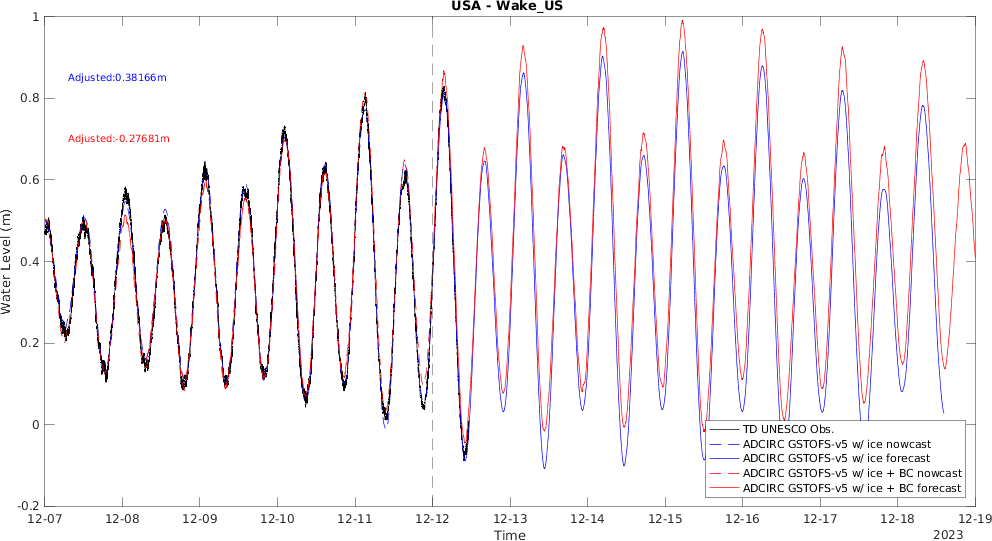 USA - Wake_US
Adjusted:0.38166m
Adjusted:-0.27681m
Water Level (m)
1
0.8
0.6
0.4
0.2
0
-0.2
TD UNESCO Obs.
ADCIRC GSTOFS-v5 w/ ice nowcast
ADCIRC GSTOFS-v5 w/ ice forecast
ADCIRC GSTOFS-v5 w/ ice + BC nowcast
ADCIRC GSTOFS-v5 w/ ice + BC forecast
12-07 12-08 12-09 12-10 12-11 12-12 12-13 12-14 12-15 12-16 12-17 12-18 12-19
Time
2023